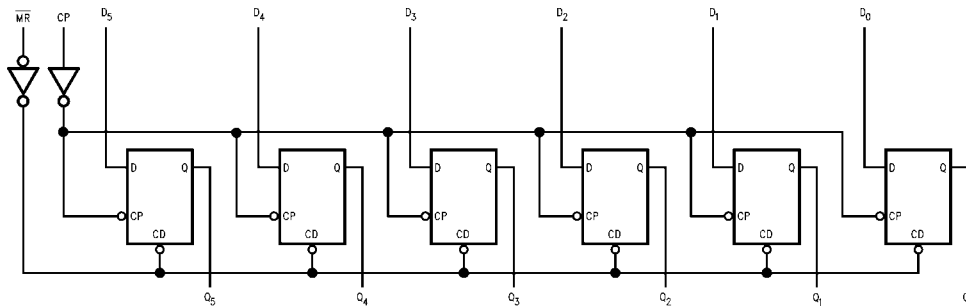 M̅R̅ CP D5 D4 D3 D2 D1 D0
D Q D Q D Q D Q D Q D Q
CP CP CP CP CP CP
CD CD CD CD CD CD
Q5 Q4 Q3 Q2 Q1